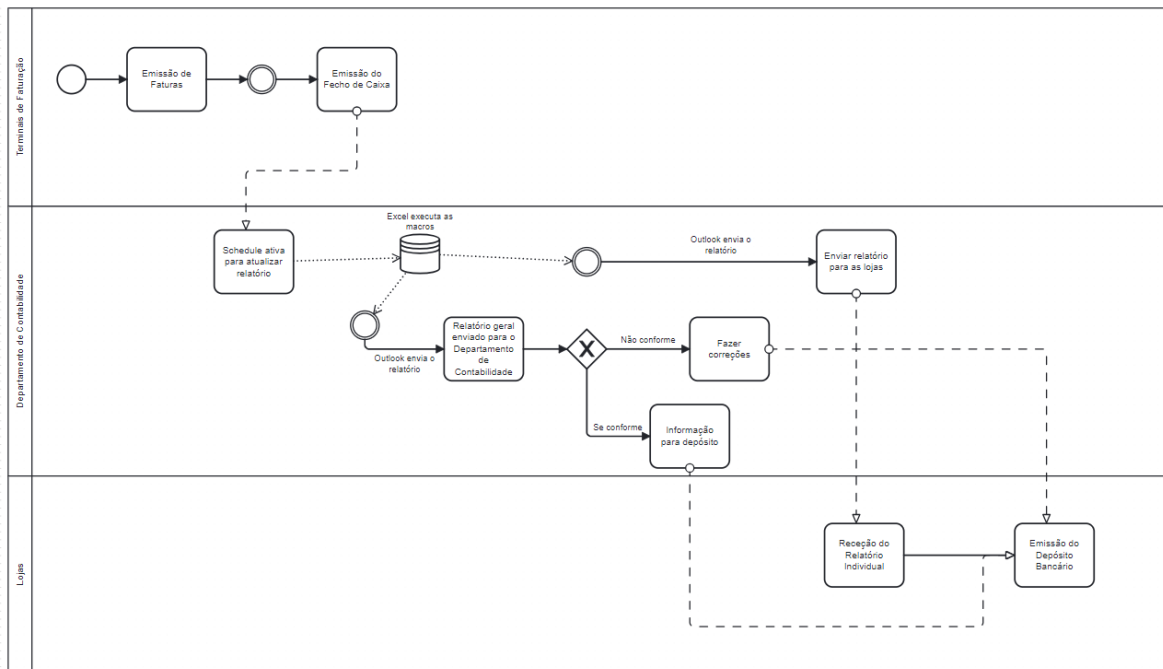 Terminais de Faturação
Emissão de
Faturas
Emissão do
Fecho de Caixa
Departamento de Contabilidade
Schedule ativa
para atualizar
relatório
Excel executa as
macros
Outlook envia o
relatório
Enviar relatório
para as lojas
Outlook envia o
relatório
Relatório geral
enviado para o
Departamento
de
Contabilidade
Não conforme
Fazer
correções
Se conforme
Informação
para depósito
Lojas
Receção do
Relatório
Individual
Emissão do
Depósito
Bancário